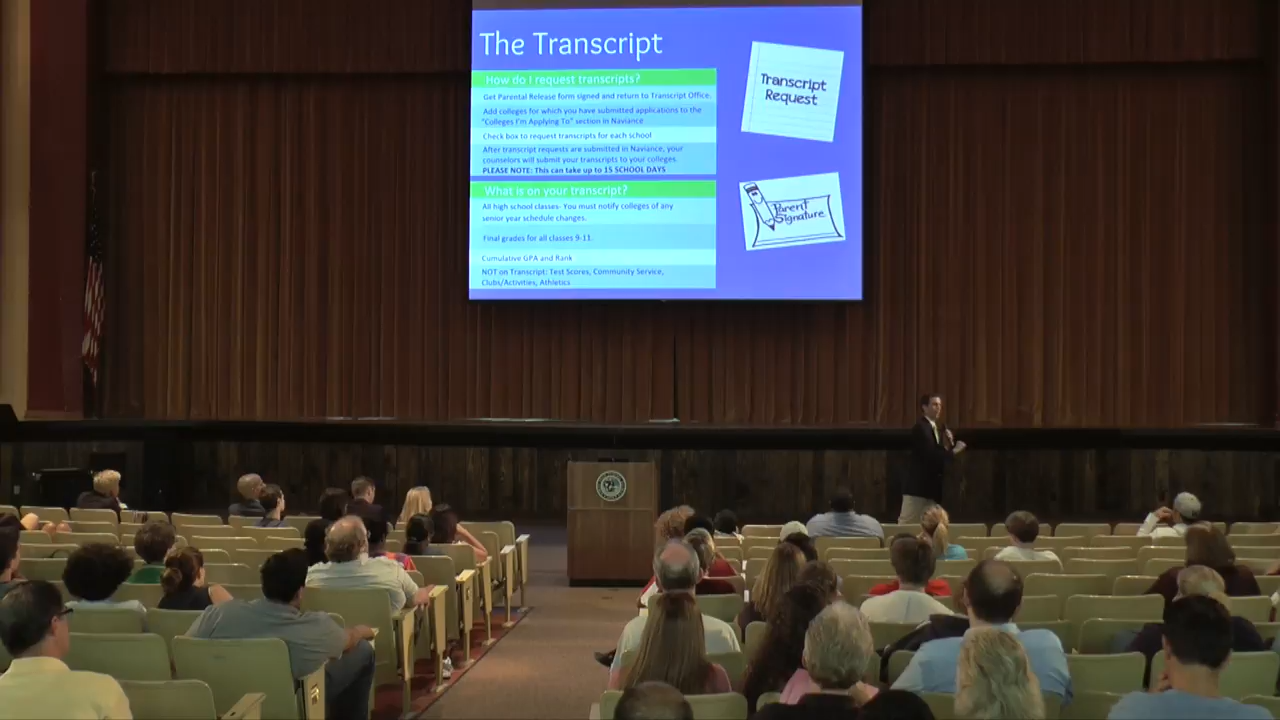 The Transcript
How do I request transcripts?
Get Parental Release form signed and return to Transcript Office.
Add colleges for which you have submitted applications to the
"Colleges I'm Applying To" section in Naviance
Check box to request transcripts for each school
After transcript requests are submitted in Naviance, your
counselors will submit your transcripts to your colleges.
PLEASE NOTE: This can take up to 15 SCHOOL DAYS
What is on your transcript?
All high school classes- You must notify colleges of any
senior year schedule changes.
Final grades for all classes 9-11.
Cumulative GPA and Rank
NOT on Transcript: Test Scores, Community Service,
Clubs/Activities, Athletics
Transcript
Request
Parent
Signature